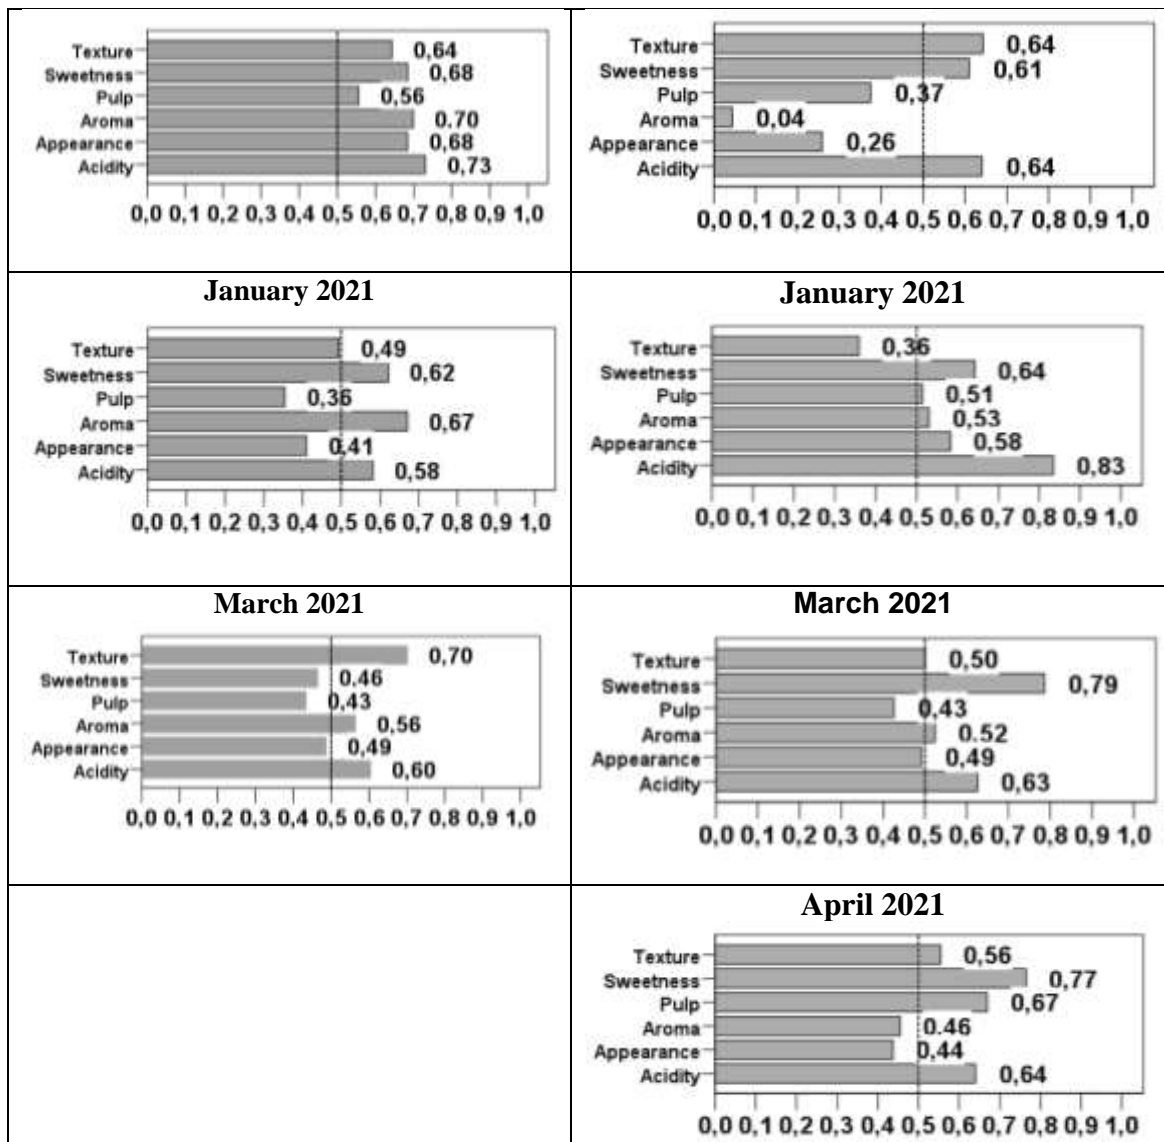 Texture 0,64
Sweetness 0,68
Pulp 0,56
Aroma 0.70
Appearance 0,68
Acidity 0,73
0,0 0,1 0,2 0,3 0,4 0,5 0,6 0,7 0,8 0,9 1,0
Texture 0,64
Sweetness 0,61
Pulp 0,37
Aroma 0,04
Appearance 0,26
Acidity 0,64
0,0 0,1 0,2 0,3 0,4 0,5 0,6 0,7 0,8 0,9 1,0
January 2021
Texture 0,49
Sweetness 0,62
Pulp 0,36
Aroma 0,67
Appearance 0,41
Acidity 0,58
0,0 0,1 0,2 0,3 0,4 0,5 0,6 0,7 0,8 0,9 1,0
January 2021
Texture 0,36
Sweetness 0,64
Pulp 0,51
Aroma 0,53
Appearance 0,58
Acidity 0,83
0,0 0,1 0,2 0,3 0,4 0,5 0,6 0,7 0,8 0,9 1,0
March 2021
Texture 0,70
Sweetness 0.46
Pulp 0,43
Aroma 0,56
Appearance 0,49
Acidity 0,60
0,0 0,1 0,2 0,3 0,4 0,5 0,6 0,7 0,8 0,9 1,0
March 2021
Texture 0,50
Sweetness 0,79
Pulp 0,43
Aroma 0.52
Appearance 0,49
Acidity 0,63
0,0 0,1 0,2 0,3 0,4 0,5 0,6 0,7 0,8 0,9 1,0
April 2021
Texture 0,56
Sweetness 0,77
Pulp 0,67
Aroma 0.46
Appearance 0,44
Acidity 0,64
0,0 0,1 0,2 0,3 0,4 0,5 0,6 0,7 0,8 0,9 1,0